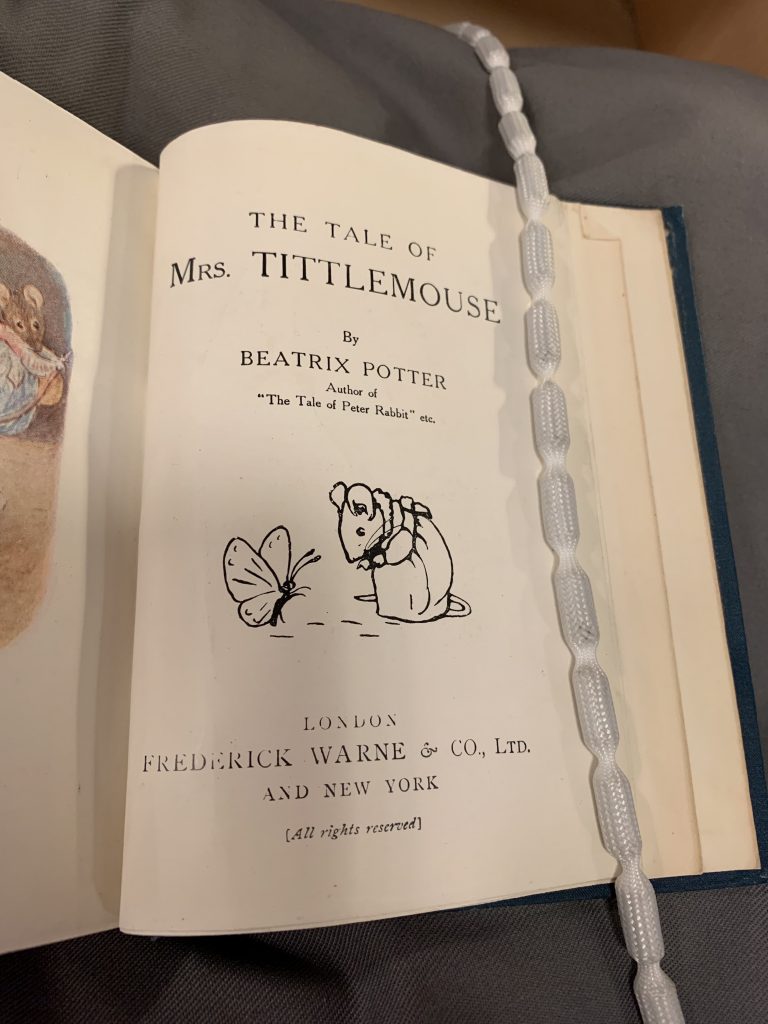 THE TALE OF
MRS. TITTLEMOUSE
By
BEATRIX POTTER
Author of
"The Tale of Peter Rabbit" etc.
LONDON
FREDERICK WARNE & CO., LTD.
AND NEW YORK
[All rights reserved]